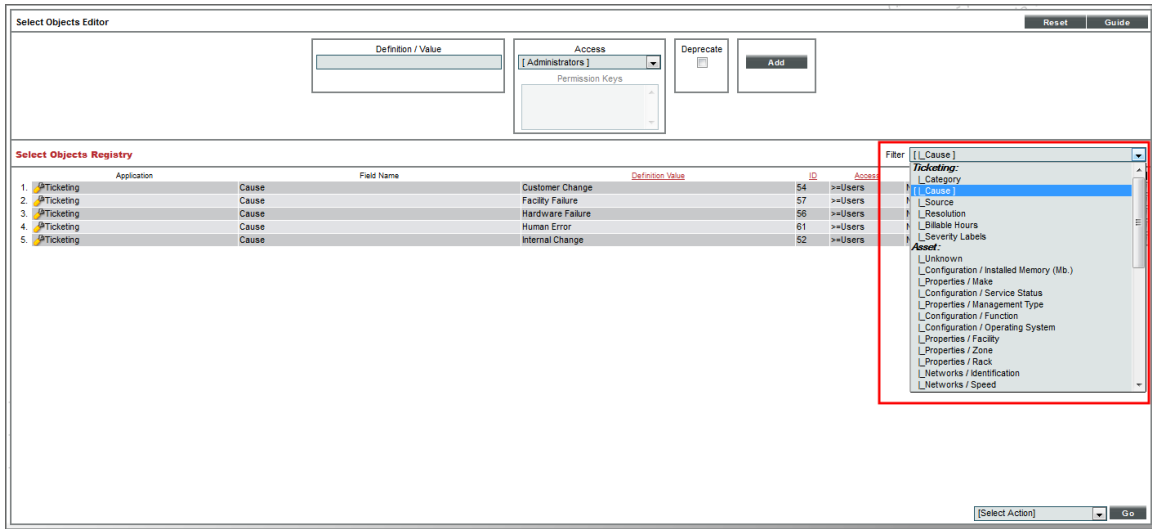 Select Objects Editor
Reset Guide
Definition / Value
Access
[ Administrators ]
Permission Keys
Deprecate
Add
Select Objects Registry
Filter [ |_Cause ]
Application Field Name Definition Value ID Access
1. Ticketing Cause Customer Change 54 >=Users
2. Ticketing Cause Facility Failure 57 >=Users
3. Ticketing Cause Hardware Failure 56 >=Users
4. Ticketing Cause Human Error 61 >=Users
5. Ticketing Cause Internal Change 52 >=Users
Ticketing:
|_Category
[ |_Cause ]
|_Source
|_Resolution
|_Billable Hours
|_Severity Labels
Asset:
|_Unknown
|_Configuration / Installed Memory (Mb.)
|_Properties / Make
|_Configuration / Service Status
|_Properties / Management Type
|_Configuration / Function
|_Configuration / Operating System
|_Properties / Facility
|_Properties / Zone
|_Properties / Rack
|_Networks / Identification
|_Networks / Speed
[Select Action] Go